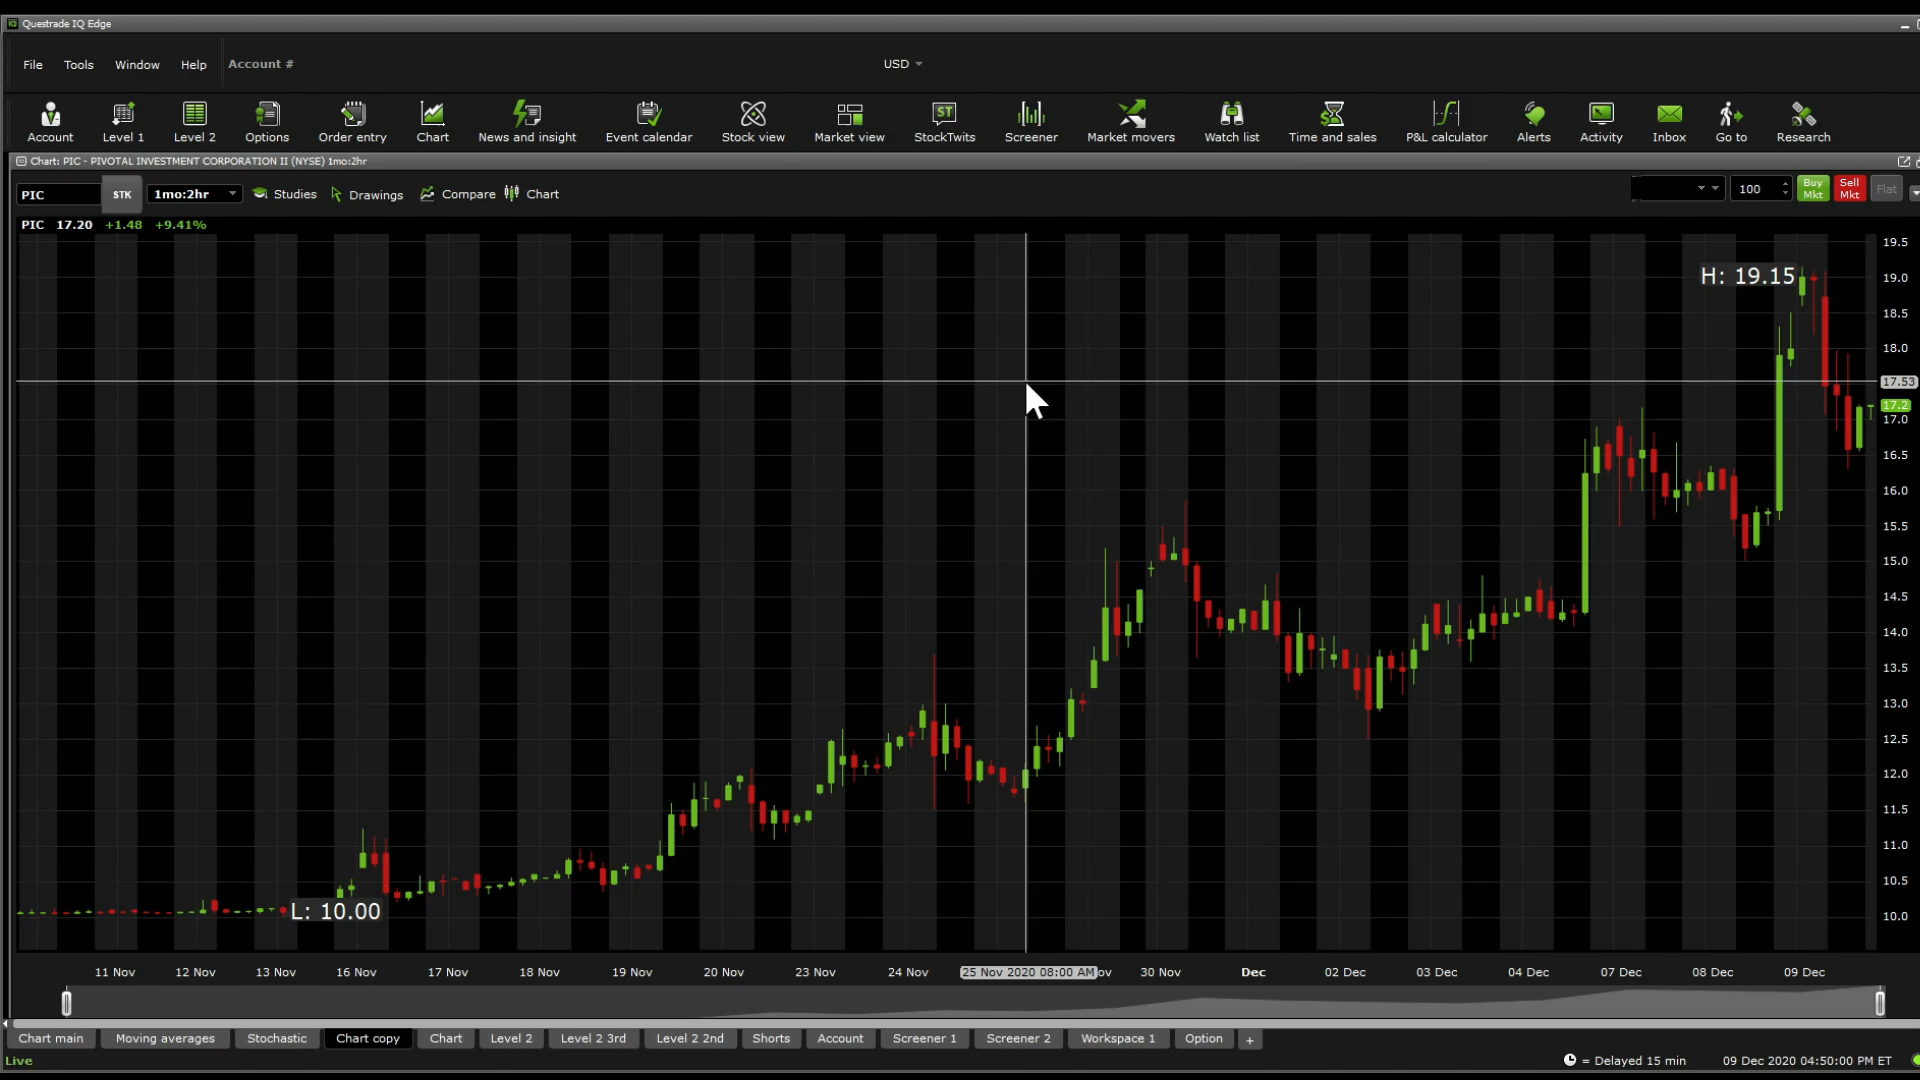 Questrade IQ Edge
File Tools Window Help Account # USD
Account Level 1 Level 2 Options Order entry Chart News and insight Event calendar Stock view Market view StockTwits Screener Market movers Watch list Time and sales P&L calculator Alerts Activity Inbox Go to Research
Chart: PIC - PIVOTAL INVESTMENT CORPORATION II (NYSE) 1mo:2hr
PIC STK 1mo:2hr Studies Drawings Compare Chart 100 Buy Mkt Sell Mkt Flat
PIC 17.20 +1.48 +9.41%
19.5
H: 19.15 19.0
18.5
18.0
17.53
17.2
17.0
16.5
16.0
15.5
15.0
14.5
14.0
13.5
13.0
12.5
12.0
11.5
11.0
10.5
L: 10.00 10.0
11 Nov 12 Nov 13 Nov 16 Nov 17 Nov 18 Nov 19 Nov 20 Nov 23 Nov 24 Nov 25 Nov 2020 08:00 AM ov 30 Nov Dec 02 Dec 03 Dec 04 Dec 07 Dec 08 Dec 09 Dec
Chart main Moving averages Stochastic Chart copy Chart Level 2 Level 2 3rd Level 2 2nd Shorts Account Screener 1 Screener 2 Workspace 1 Option +
Live = Delayed 15 min 09 Dec 2020 04:50:00 PM ET